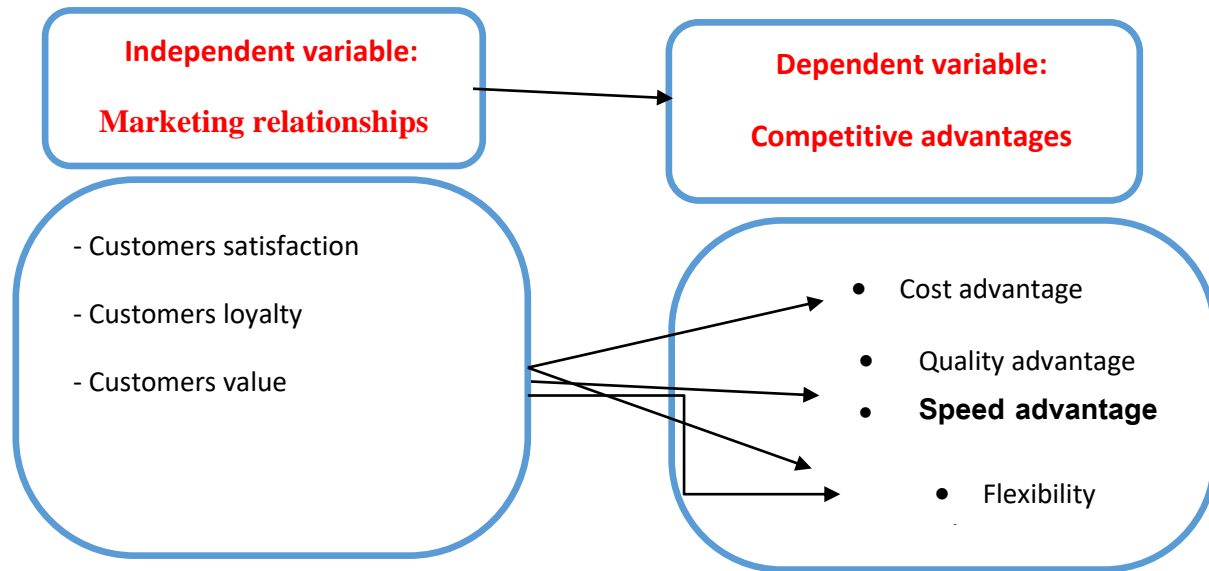 Independent variable:
Marketing relationships
Dependent variable:
Competitive advantages
- Customers satisfaction
- Customers loyalty
- Customers value
• Cost advantage
• Quality advantage
• Speed advantage
• Flexibility